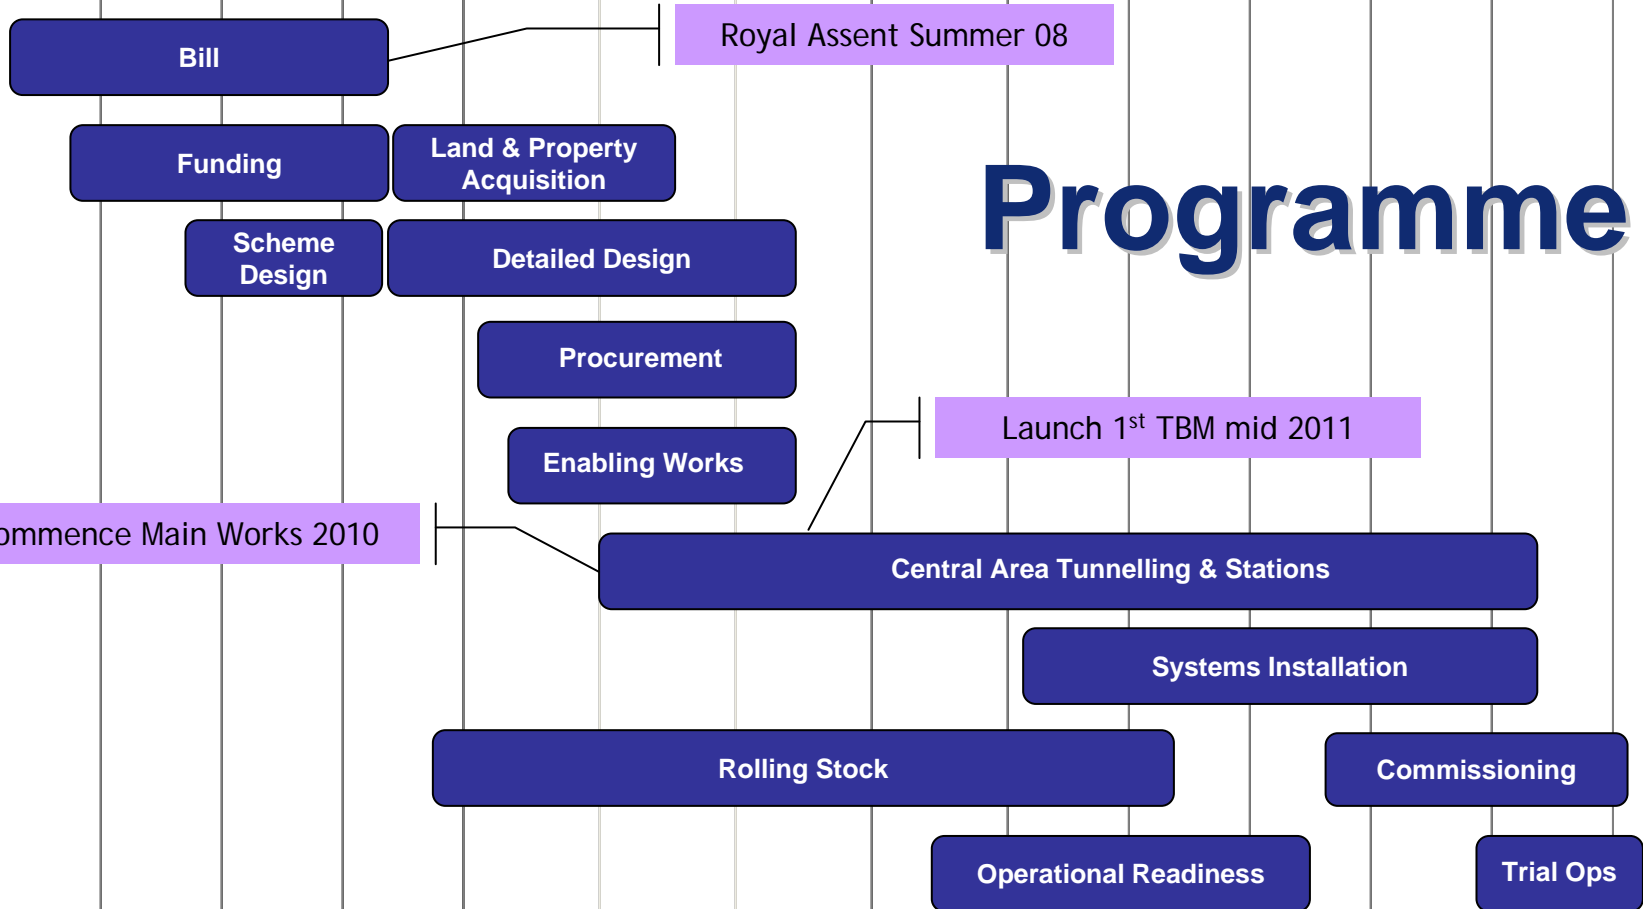 Bill
Royal Assent Summer 08
Funding
Land & Property
Acquisition
Programme
Scheme
Design
Detailed Design
Procurement
Launch 1st TBM mid 2011
Enabling Works
ommence Main Works 2010
Central Area Tunnelling & Stations
Systems Installation
Rolling Stock
Commissioning
Operational Readiness
Trial Ops